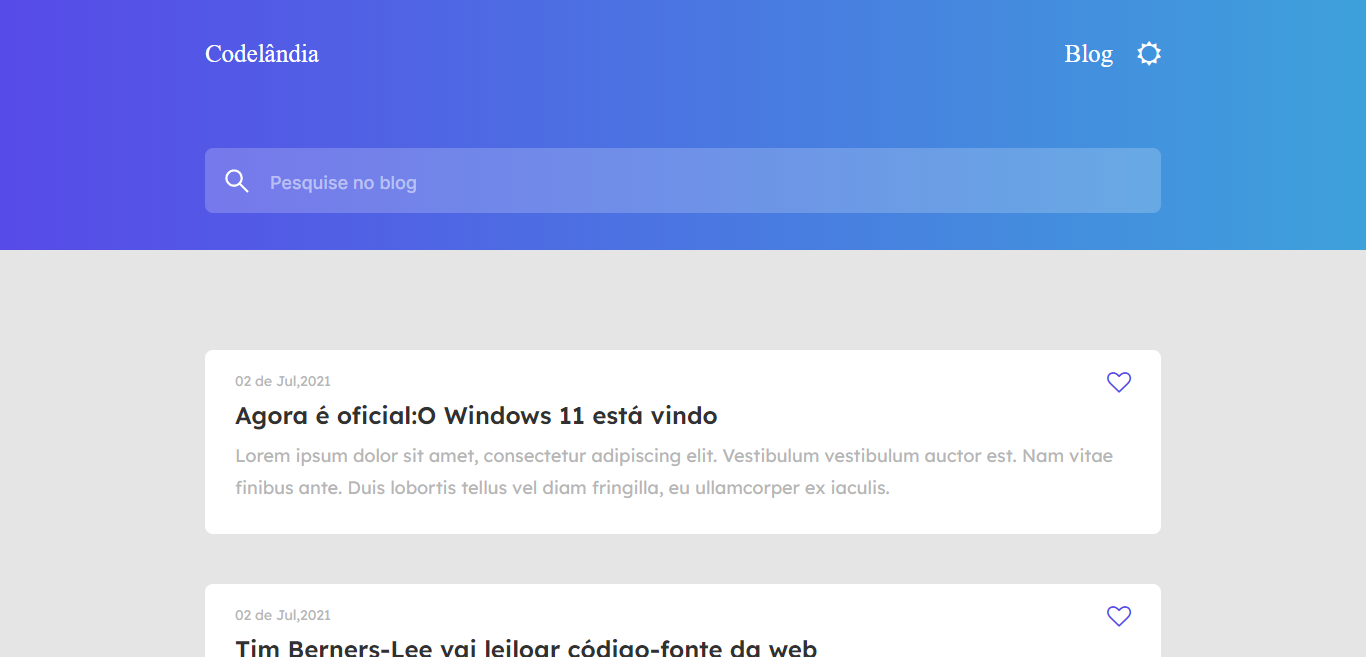 Codelândia
Blog
Pesquise no blog
02 de Jul,2021
Agora é oficial:O Windows 11 está vindo
Lorem ipsum dolor sit amet, consectetur adipiscing elit. Vestibulum vestibulum auctor est. Nam vitae
finibus ante. Duis lobortis tellus vel diam fringilla, eu ullamcorper ex iaculis.
02 de Jul,2021
Tim Berners-Lee vai leiloar código-fonte da web